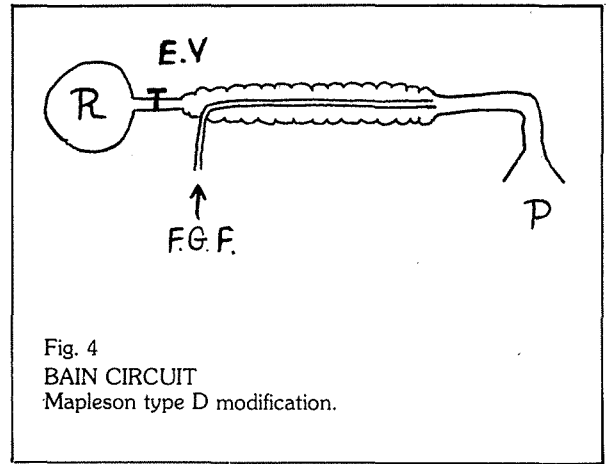 E.V
R
P
F.G.F.
Fig. 4
BAIN CIRCUIT
Mapleson type D modification.